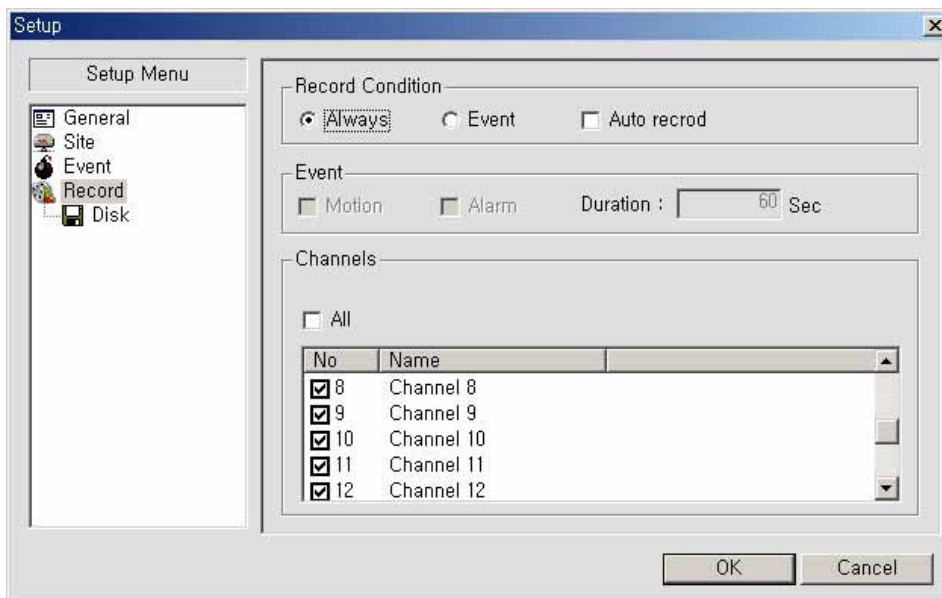 Setup
Setup Menu
General
Site
Event
Record
Disk
Record Condition
Always Event Auto recrod
Event
Motion Alarm Duration : 60 Sec
Channels
All
No Name
8 Channel 8
9 Channel 9
10 Channel 10
11 Channel 11
12 Channel 12
OK Cancel